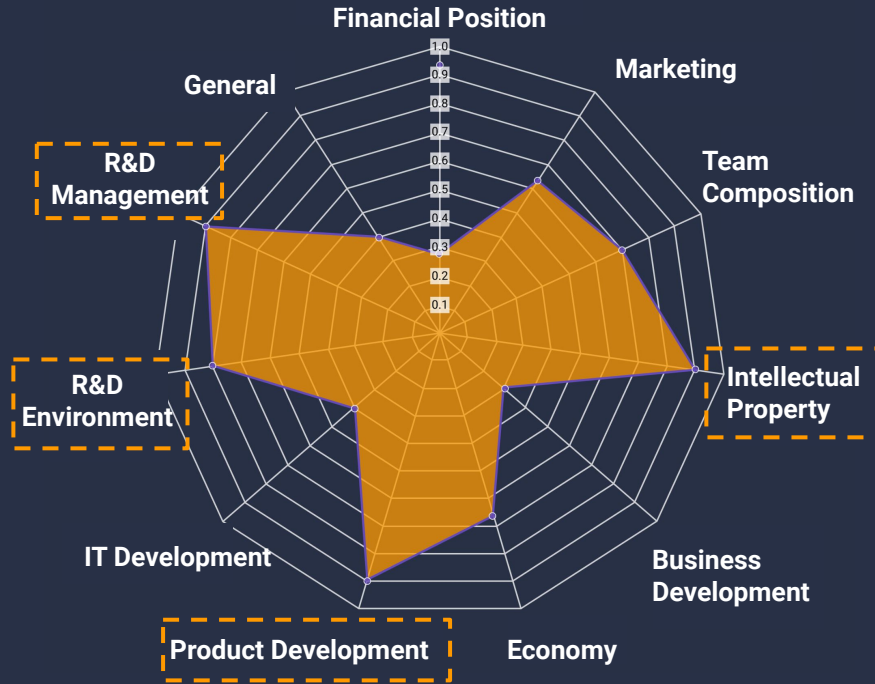 Financial Position
1.0
0.9
0.8
0.7
0.6
0.5
0.4
0.3
0.2
0.1
Marketing
Team
Composition
Intellectual
Property
Business
Development
Economy
Product Development
IT Development
R&D
Environment
R&D
Management
General